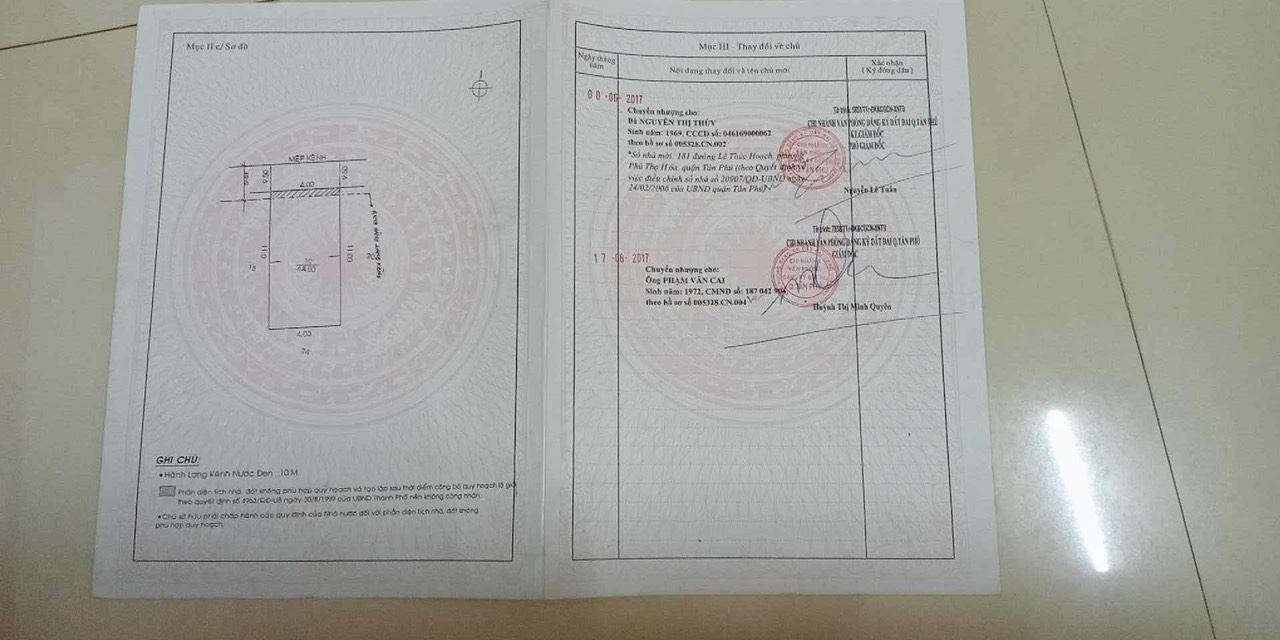 Mục II c/ Sơ đồ
MÉP KÊNH
9.50
9.50
4.00
11.0
11.00
20
44.00
4.00
GHI CHÚ:
• Hành Lang Kênh Nước Đen : 10 M
Phần diện tích nhà, đất không phù hợp quy hoạch và tạo lập sau thời điểm công bố quy hoạch lộ giới
theo quyết định số 4963/QĐ-UB ngày 30/8/1999 của UBND thành Phố nên không công nhận
• Chủ sở hữu phải chấp hành các quy định của Nhà nước đối với phần diện tích nhà, đất không
phù hợp quy hoạch.
Mục III - Thay đổi về chủ
Ngày tháng
năm
Nội dung thay đổi và tên chủ mới
Xác nhận
(Ký đóng dấu)
2017
Chuyển nhượng cho:
Bà NGUYỄN THỊ THỦY
Sinh năm: 1969, CCCD số: 046169000062
theo hồ sơ số 005328.CN.002
*Số nhà mới: 181 đường Lê Thúc Hoạch, phường
Phú Thọ Hòa, quận Tân Phú (theo Quyết định về
việc điều chỉnh số nhà số 20907/QĐ-UBND ngày
24/02/2006 của UBND quận Tân Phú)
CHI NHÁNH VĂN PHÒNG ĐĂNG KÝ ĐẤT ĐAI Q.TÂN PHÚ
KT.GIÁM ĐỐC
PHÓ GIÁM ĐỐC
Nguyễn Lê Tuấn
17-08-2017
Chuyển nhượng cho:
Ông PHẠM VĂN CAI
Sinh năm: 1972, CMND số: 187 042
theo hồ sơ số 005328.CN.004
CHI NHÁNH VĂN PHÒNG ĐĂNG KÝ ĐẤT ĐAI Q.TÂN PHÚ
GIÁM ĐỐC
Huỳnh Thị Minh Quyên